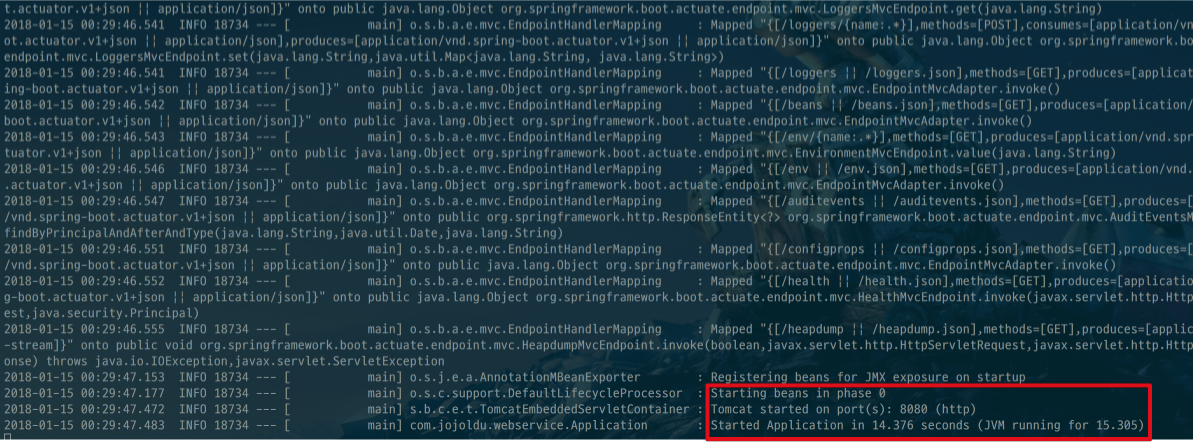 t.actuator.v1+json || application/json]}" onto public java.lang.Object org.springframework.boot.actuate.endpoint.mvc.LoggersMvcEndpoint.get(java.lang.String)
2018-01-15 00:29:46.541  INFO 18734 --- [           main] o.s.b.a.e.mvc.EndpointHandlerMapping     : Mapped "{[/loggers/{name:.*}],methods=[POST],consumes=[application/vn
ot.actuator.v1+json || application/json],produces=[application/vnd.spring-boot.actuator.v1+json || application/json]}" onto public java.lang.Object org.springframework.bo
endpoint.mvc.LoggersMvcEndpoint.set(java.lang.String,java.util.Map<java.lang.String, java.lang.String>)
2018-01-15 00:29:46.541  INFO 18734 --- [           main] o.s.b.a.e.mvc.EndpointHandlerMapping     : Mapped "{[/loggers || /loggers.json],methods=[GET],produces=[applicat
ing-boot.actuator.v1+json || application/json]}" onto public java.lang.Object org.springframework.boot.actuate.endpoint.mvc.EndpointMvcAdapter.invoke()
2018-01-15 00:29:46.542  INFO 18734 --- [           main] o.s.b.a.e.mvc.EndpointHandlerMapping     : Mapped "{[/beans || /beans.json],methods=[GET],produces=[application/
boot.actuator.v1+json || application/json]}" onto public java.lang.Object org.springframework.boot.actuate.endpoint.mvc.EndpointMvcAdapter.invoke()
2018-01-15 00:29:46.543  INFO 18734 --- [           main] o.s.b.a.e.mvc.EndpointHandlerMapping     : Mapped "{[/env/{name:.*}],methods=[GET],produces=[application/vnd.spr
tuator.v1+json || application/json]}" onto public java.lang.Object org.springframework.boot.actuate.endpoint.mvc.EnvironmentMvcEndpoint.value(java.lang.String)
2018-01-15 00:29:46.546  INFO 18734 --- [           main] o.s.b.a.e.mvc.EndpointHandlerMapping     : Mapped "{[/env || /env.json],methods=[GET],produces=[application/vnd.
.actuator.v1+json || application/json]}" onto public java.lang.Object org.springframework.boot.actuate.endpoint.mvc.EndpointMvcAdapter.invoke()
2018-01-15 00:29:46.547  INFO 18734 --- [           main] o.s.b.a.e.mvc.EndpointHandlerMapping     : Mapped "{[/auditevents || /auditevents.json],methods=[GET],produces=[
/vnd.spring-boot.actuator.v1+json || application/json]}" onto public org.springframework.http.ResponseEntity<?> org.springframework.boot.actuate.endpoint.mvc.AuditEventsM
findByPrincipalAndAfterAndType(java.lang.String,java.util.Date,java.lang.String)
2018-01-15 00:29:46.551  INFO 18734 --- [           main] o.s.b.a.e.mvc.EndpointHandlerMapping     : Mapped "{[/configprops || /configprops.json],methods=[GET],produces=[
/vnd.spring-boot.actuator.v1+json || application/json]}" onto public java.lang.Object org.springframework.boot.actuate.endpoint.mvc.EndpointMvcAdapter.invoke()
2018-01-15 00:29:46.552  INFO 18734 --- [           main] o.s.b.a.e.mvc.EndpointHandlerMapping     : Mapped "{[/health || /health.json],methods=[GET],produces=[applicatio
g-boot.actuator.v1+json || application/json]}" onto public java.lang.Object org.springframework.boot.actuate.endpoint.mvc.HealthMvcEndpoint.invoke(javax.servlet.http.Http
est,java.security.Principal)
2018-01-15 00:29:46.555  INFO 18734 --- [           main] o.s.b.a.e.mvc.EndpointHandlerMapping     : Mapped "{[/heapdump || /heapdump.json],methods=[GET],produces=[applic
-stream]}" onto public void org.springframework.boot.actuate.endpoint.mvc.HeapdumpMvcEndpoint.invoke(boolean,javax.servlet.http.HttpServletRequest,javax.servlet.http.Http
onse) throws java.io.IOException,javax.servlet.ServletException
2018-01-15 00:29:47.153  INFO 18734 --- [           main] o.s.j.e.a.AnnotationMBeanExporter        : Registering beans for JMX exposure on startup
2018-01-15 00:29:47.177  INFO 18734 --- [           main] o.s.c.support.DefaultLifecycleProcessor  : Starting beans in phase 0
2018-01-15 00:29:47.472  INFO 18734 --- [           main] s.b.c.e.t.TomcatEmbeddedServletContainer : Tomcat started on port(s): 8080 (http)
2018-01-15 00:29:47.483  INFO 18734 --- [           main] com.jojoldu.webservice.Application       : Started Application in 14.376 seconds (JVM running for 15.305)